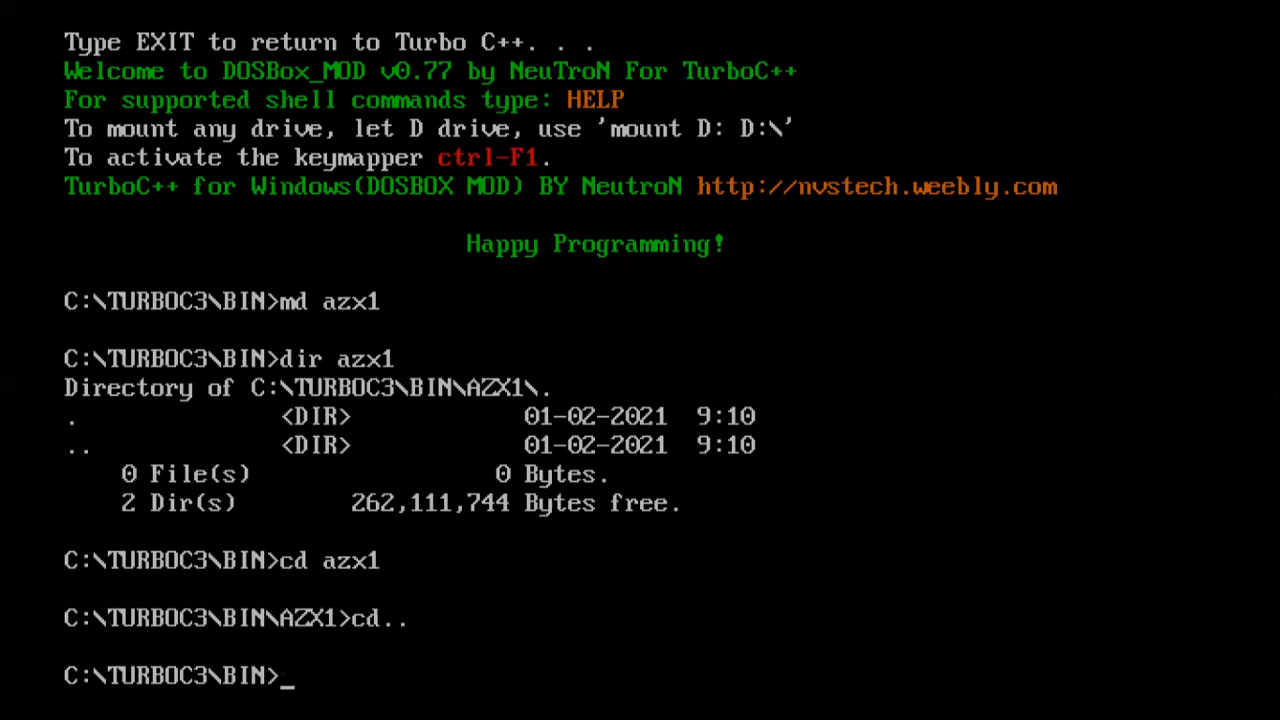 Type EXIT to return to Turbo C++. . .
Welcome to DOSBox_MOD v0.77 by NeuTroN For TurboC++
For supported shell commands type: HELP
To mount any drive, let D drive, use 'mount D: D:\'
To activate the keymapper ctrl-F1.
TurboC++ for Windows(DOSBOX MOD) BY NeutroN http://nvstech.weebly.com
Happy Programming!
C:\TURBOC3\BIN>md azx1
C:\TURBOC3\BIN>dir azx1
Directory of C:\TURBOC3\BIN\AZX1\.
. <DIR> 01-02-2021 9:10
.. <DIR> 01-02-2021 9:10
0 File(s) 0 Bytes.
2 Dir(s) 262,111,744 Bytes free.
C:\TURBOC3\BIN>cd azx1
C:\TURBOC3\BIN\AZX1>cd..
C:\TURBOC3\BIN>_